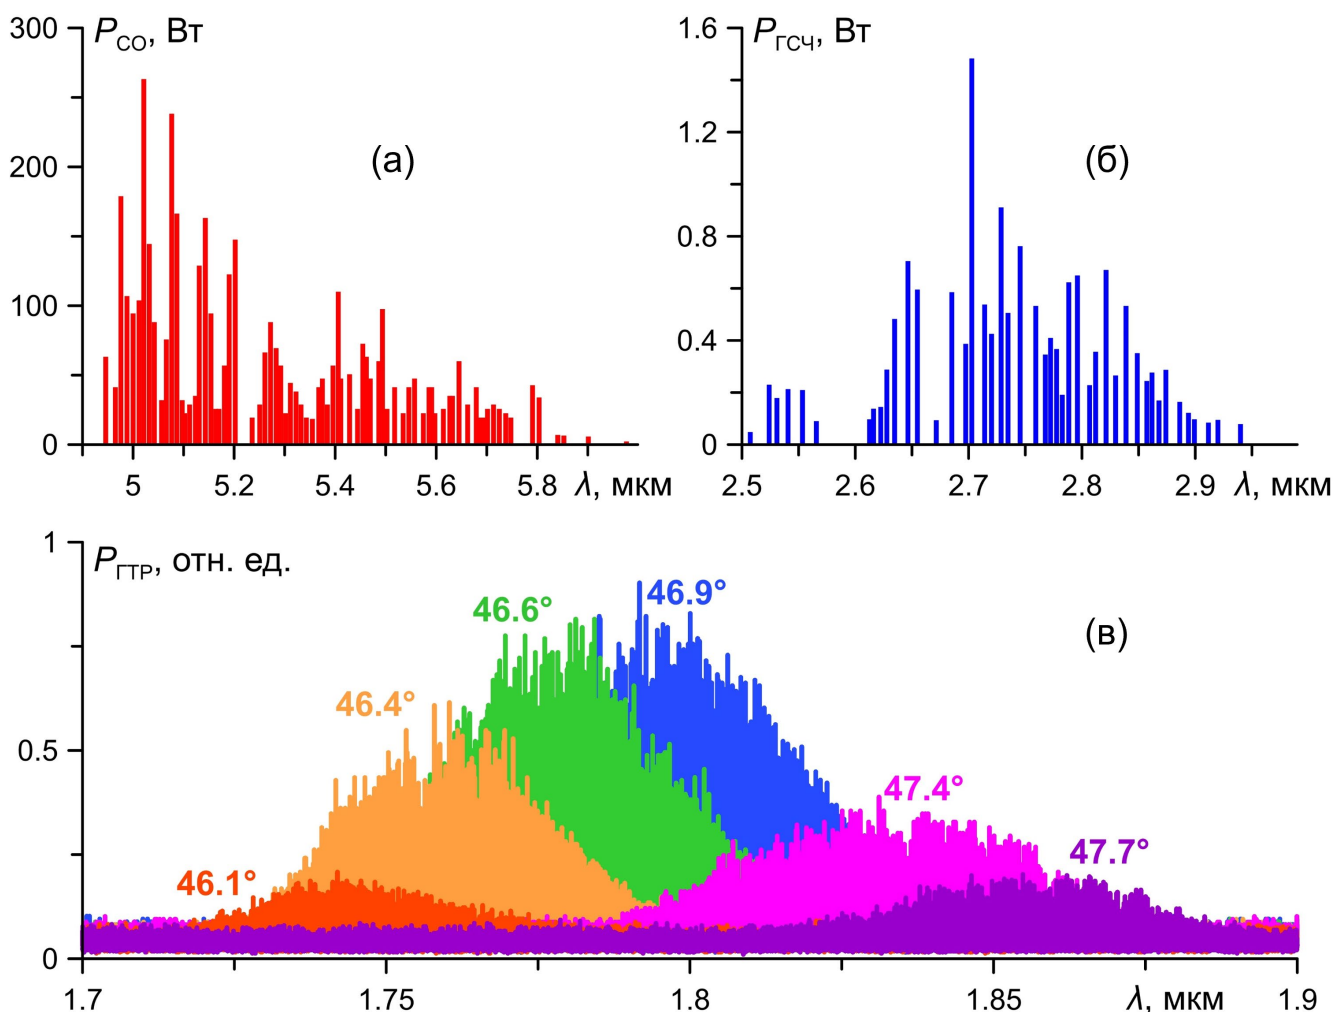 P_CO, Вт
300
200
100
0
(а)
5 5.2 5.4 5.6 5.8 λ, мкм
P_ГСЧ, Вт
1.6
1.2
0.8
0.4
0
(б)
2.5 2.6 2.7 2.8 2.9 λ, мкм
P_ГТР, отн. ед.
1
0.5
0
(в)
46.1°
46.4°
46.6°
46.9°
47.4°
47.7°
1.7 1.75 1.8 1.85 λ, мкм 1.9